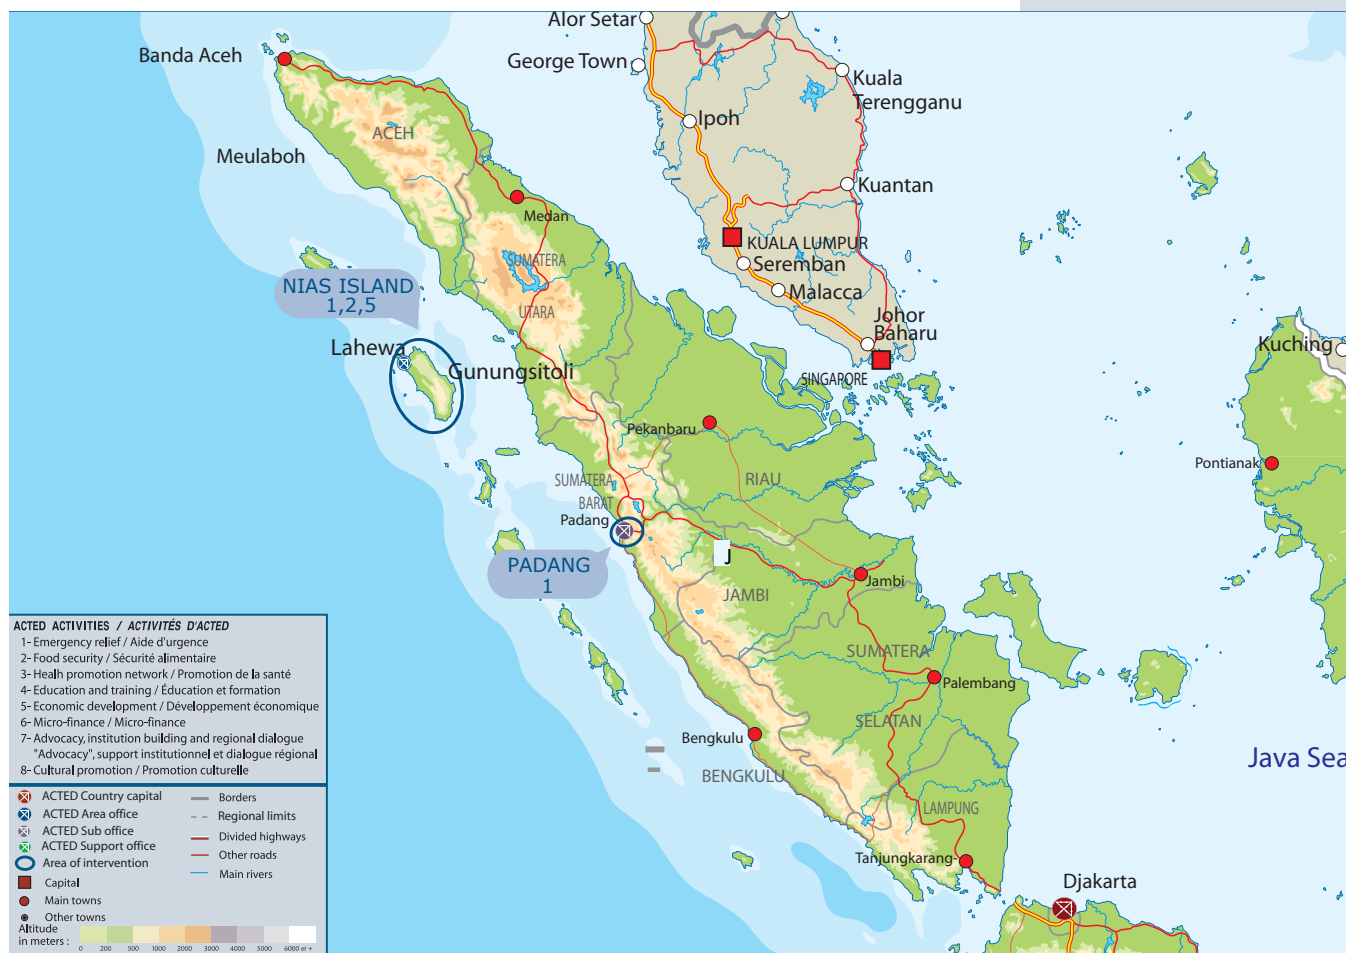 Alor Setar
Banda Aceh
George Town
Kuala
Terengganu
Ipoh
ACEH
Meulaboh
Kuantan
Medan
KUALA LUMPUR
Seremban
SUMATERA
UTARA
NIAS ISLAND
1,2,5
Malacca
Johor
Baharu
Lahewa
Kuching
SINGAPORE
Gunungsitoli
Pekanbaru
Pontianak
SUMATERA
BARAT
RIAU
Padang
J
PADANG
1
Jambi
JAMBI
SUMATERA
SELATAN
Palembang
Bengkulu
BENGKULU
Java Sea
LAMPUNG
Tanjungkarang-
Djakarta
ACTED ACTIVITIES / ACTIVITÉS D'ACTED
1- Emergency relief / Aide d'urgence
2- Food security / Sécurité alimentaire
3- Sealth promotion network / Promotion de la santé
4- Education and training / Éducation et formation
5- Economic development / Développement économique
6- Micro-finance / Micro-finance
7- Advocacy, institution building and regional dialogue
"Advocacy", support institutionnel et dialogue régional
8- Cultural promotion / Promotion culturelle
ACTED Country capital
ACTED Area office
ACTED Sub office
ACTED Support office
Area of intervention
Capital
Main towns
Other towns
Borders
Regional limits
Divided highways
Other roads
Main rivers
Altitude
in meters :
0 200 500 1000 2000 3000 4000 5000 6000 et +